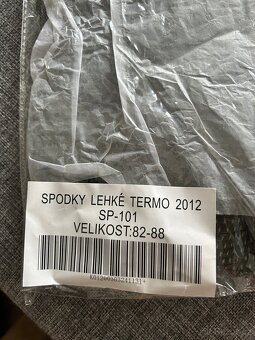 SPODKY LEHKÉ TERMO 2012
SP-101
VELIKOST:82-88